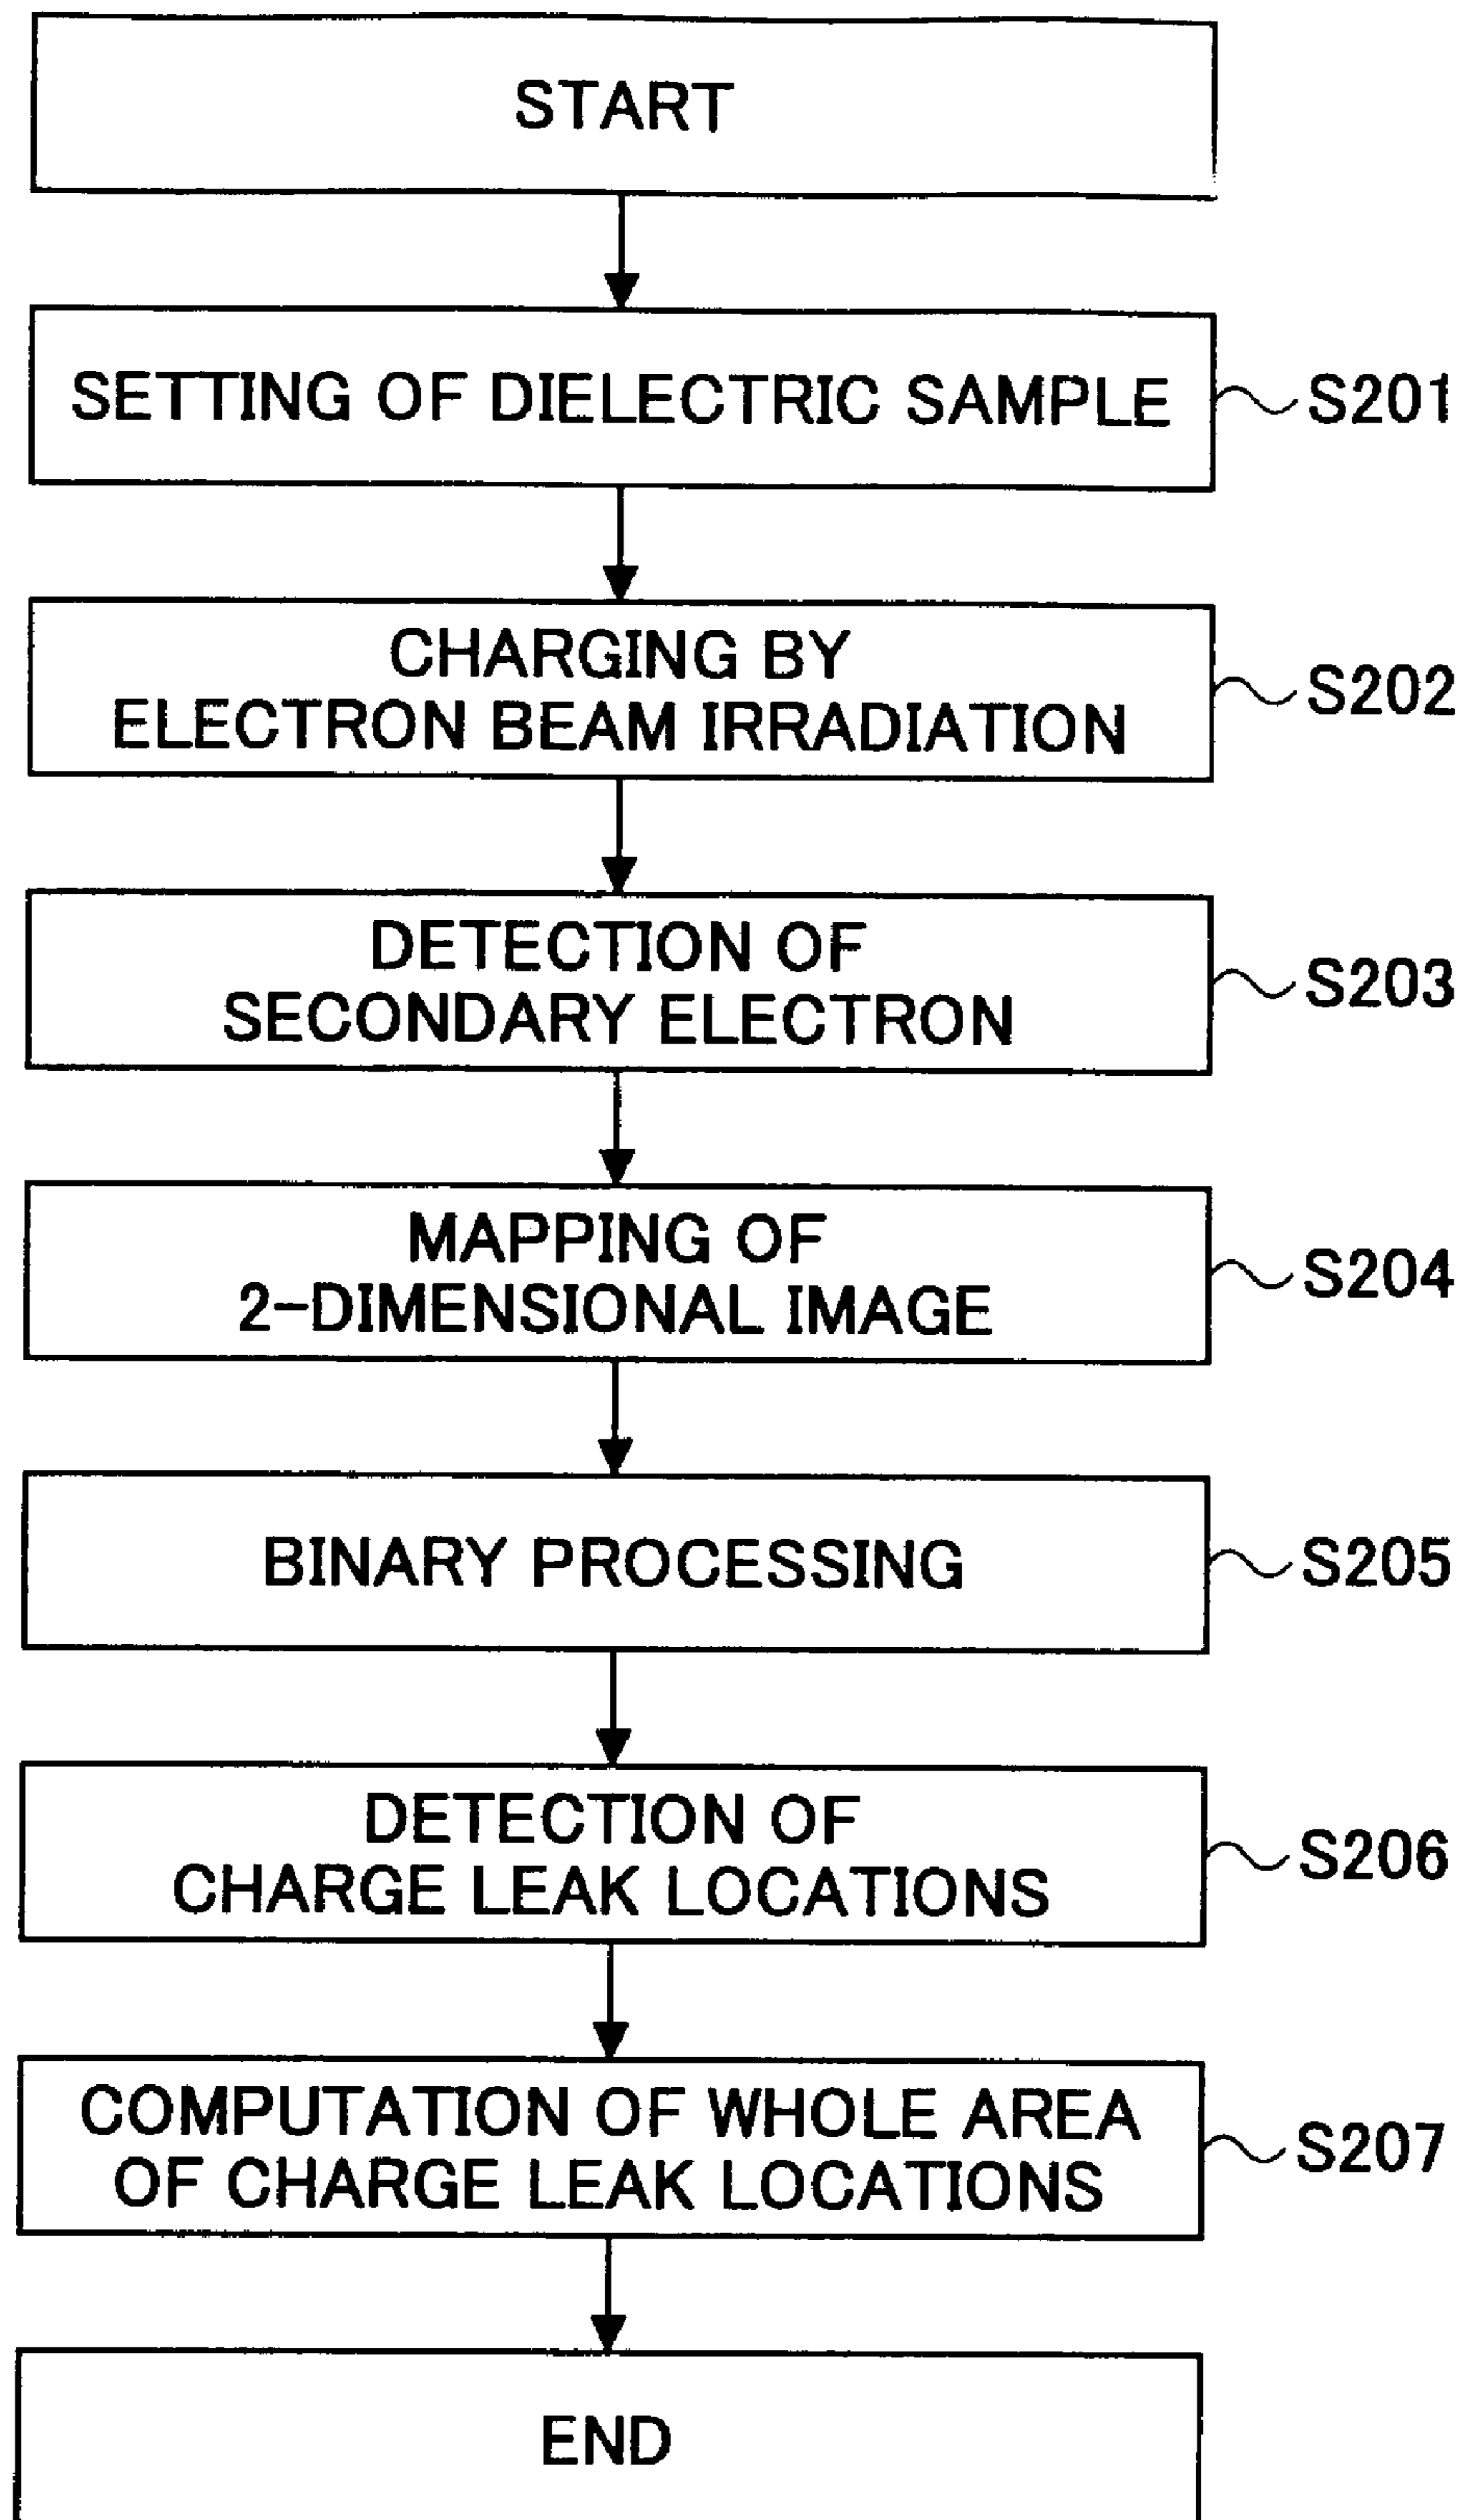 START
SETTING OF DIELECTRIC SAMPLE
S201
CHARGING BY
ELECTRON BEAM IRRADIATION
S202
DETECTION OF
SECONDARY ELECTRON
S203
MAPPING OF
2-DIMENSIONAL IMAGE
S204
BINARY PROCESSING
S205
DETECTION OF
CHARGE LEAK LOCATIONS
S206
COMPUTATION OF WHOLE AREA
OF CHARGE LEAK LOCATIONS
S207
END